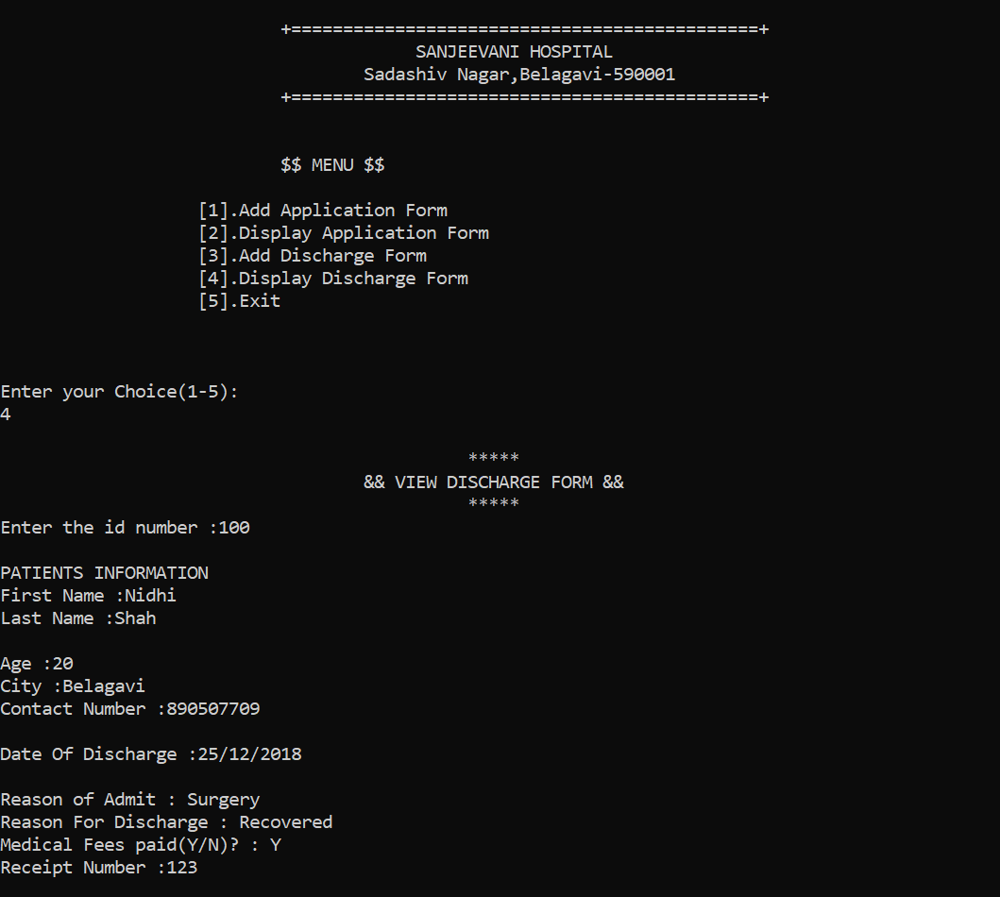 +=============================================+
SANJEEVANI HOSPITAL
Sadashiv Nagar,Belagavi-590001
+=============================================+
$$ MENU $$
[1].Add Application Form
[2].Display Application Form
[3].Add Discharge Form
[4].Display Discharge Form
[5].Exit
Enter your Choice(1-5):
4
*****
&& VIEW DISCHARGE FORM &&
*****
Enter the id number :100
PATIENTS INFORMATION
First Name :Nidhi
Last Name :Shah
Age :20
City :Belagavi
Contact Number :890507709
Date Of Discharge :25/12/2018
Reason of Admit : Surgery
Reason For Discharge : Recovered
Medical Fees paid(Y/N)? : Y
Receipt Number :123